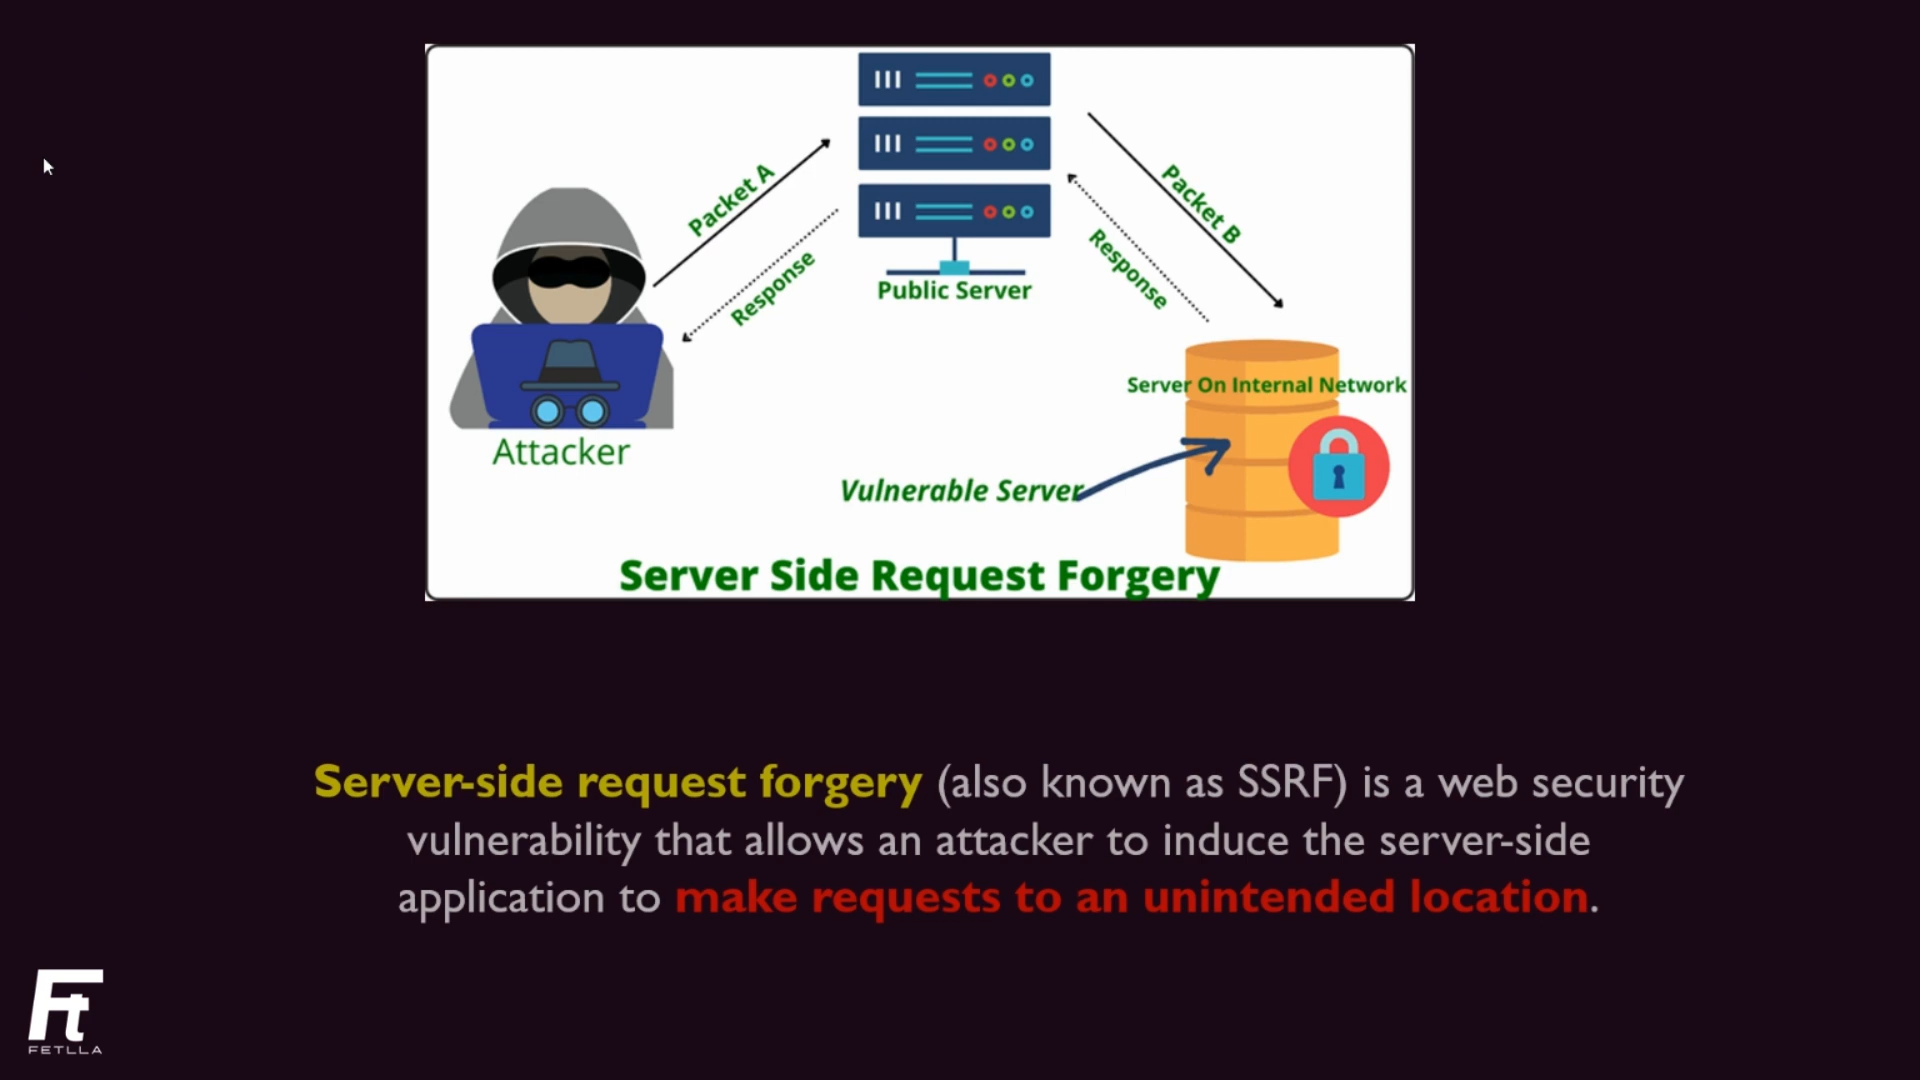 Packet A
Response
Public Server
Packet B
Response
Server On Internal Network
Attacker
Vulnerable Server
Server Side Request Forgery
Server-side request forgery (also known as SSRF) is a web security
vulnerability that allows an attacker to induce the server-side
application to make requests to an unintended location.
Ft
FETLLA